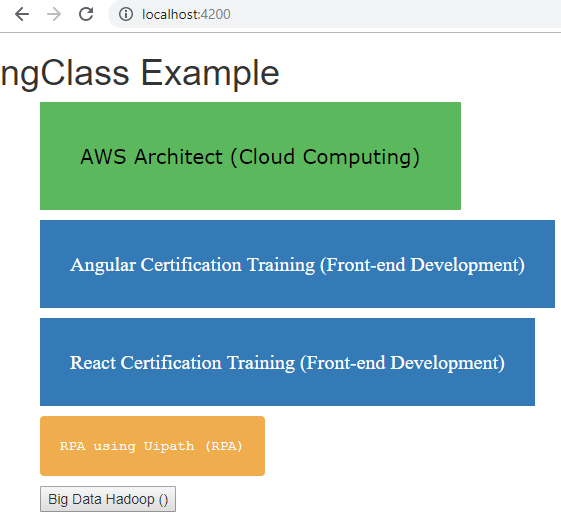 localhost:4200
ngClass Example
AWS Architect (Cloud Computing)
Angular Certification Training (Front-end Development)
React Certification Training (Front-end Development)
RPA using Uipath (RPA)
Big Data Hadoop ()